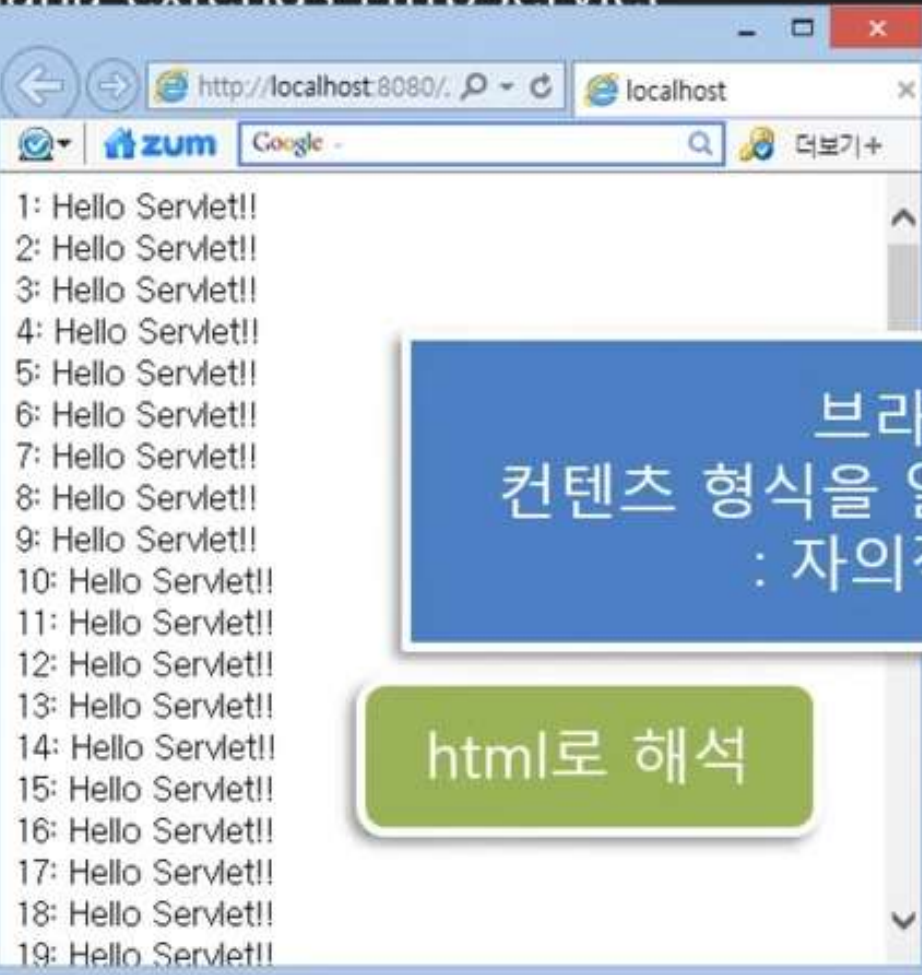 http://localhost:8080/.
localhost
zum
Google
더보기+
1: Hello Servlet!!
2: Hello Servlet!!
3: Hello Servlet!!
4: Hello Servlet!!
5: Hello Servlet!!
6: Hello Servlet!!
7: Hello Servlet!!
8: Hello Servlet!!
9: Hello Servlet!!
10: Hello Servlet!!
11: Hello Servlet!!
12: Hello Servlet!!
13: Hello Servlet!!
14: Hello Servlet!!
15: Hello Servlet!!
16: Hello Servlet!!
17: Hello Servlet!!
18: Hello Servlet!!
19: Hello Servlet!!
브라
컨텐츠 형식을
: 자의
html로 해석